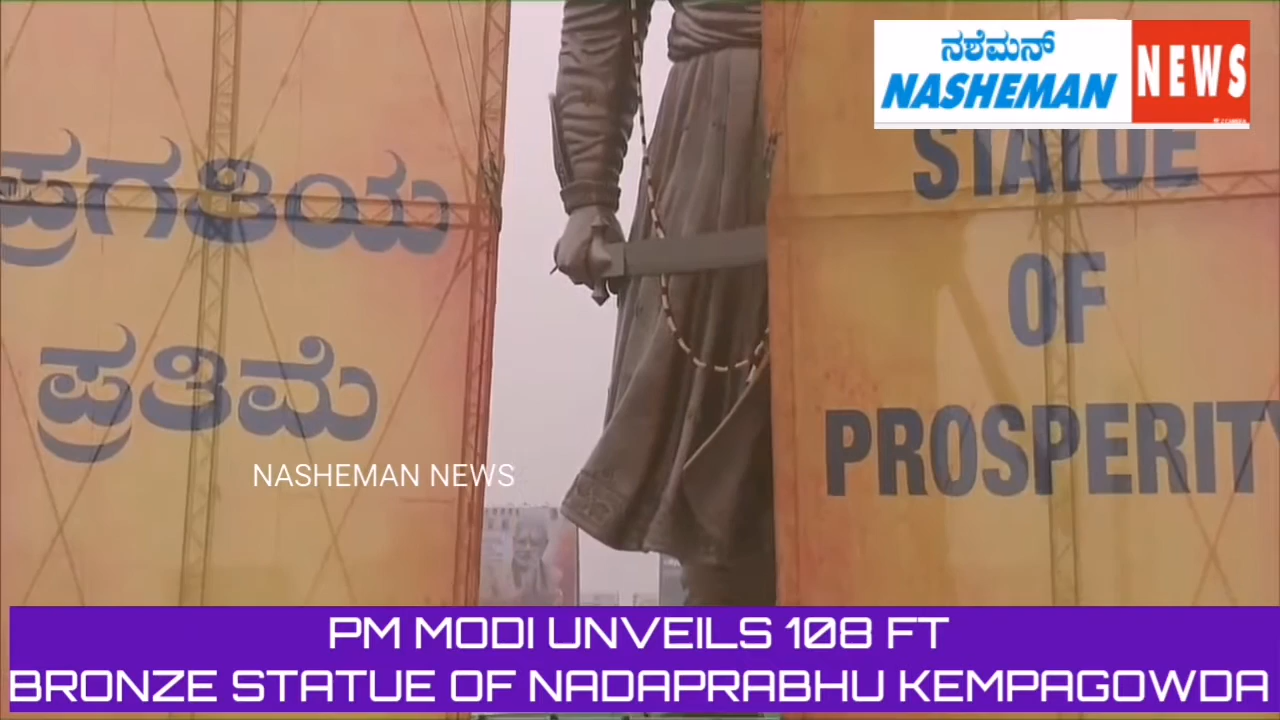 ನಶೆಮನ್
NASHEMAN
NEWS
ಪ್ರಗತಿಯ
ಪ್ರತಿಮೆ
STATUE
OF
PROSPERITY
NASHEMAN NEWS
PM MODI UNVEILS 108 FT
BRONZE STATUE OF NADAPRABHU KEMPAGOWDA